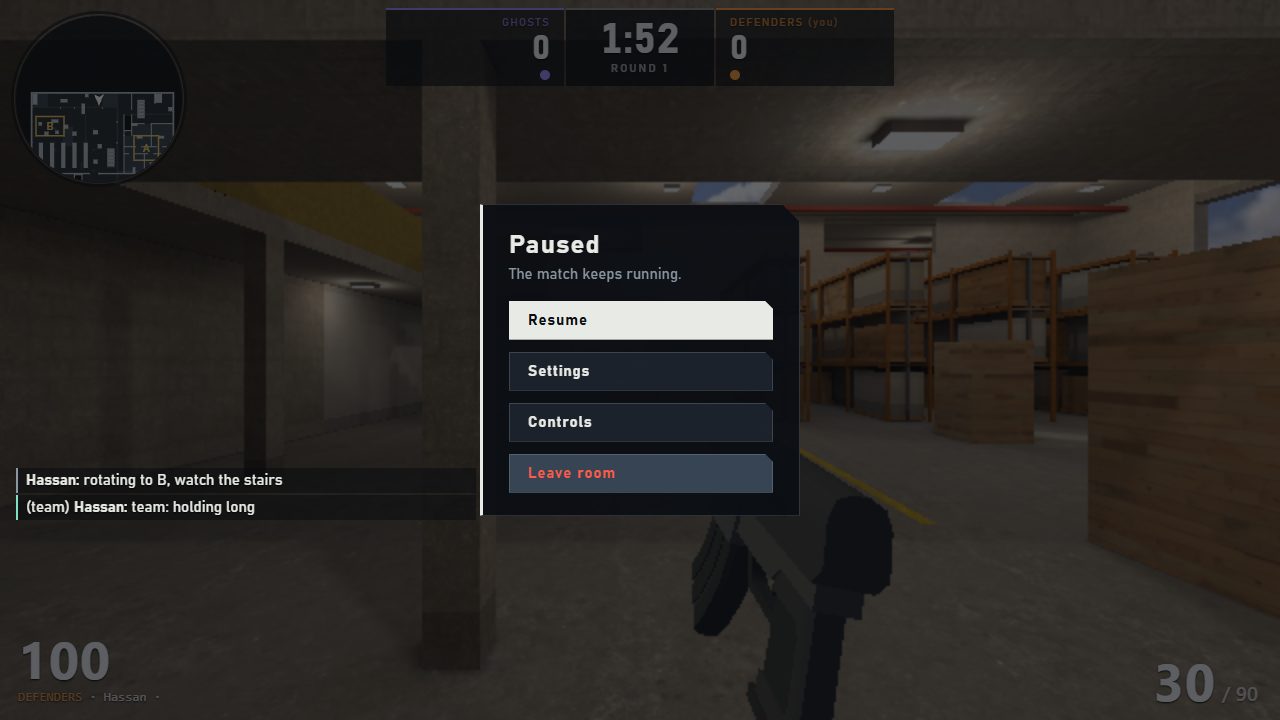 GHOSTS
0
1:52
ROUND 1
DEFENDERS (you)
0
B
A
Paused
The match keeps running.
Resume
Settings
Controls
Leave room
Hassan: rotating to B, watch the stairs
(team) Hassan: team: holding long
100
DEFENDERS · Hassan ·
30 / 90